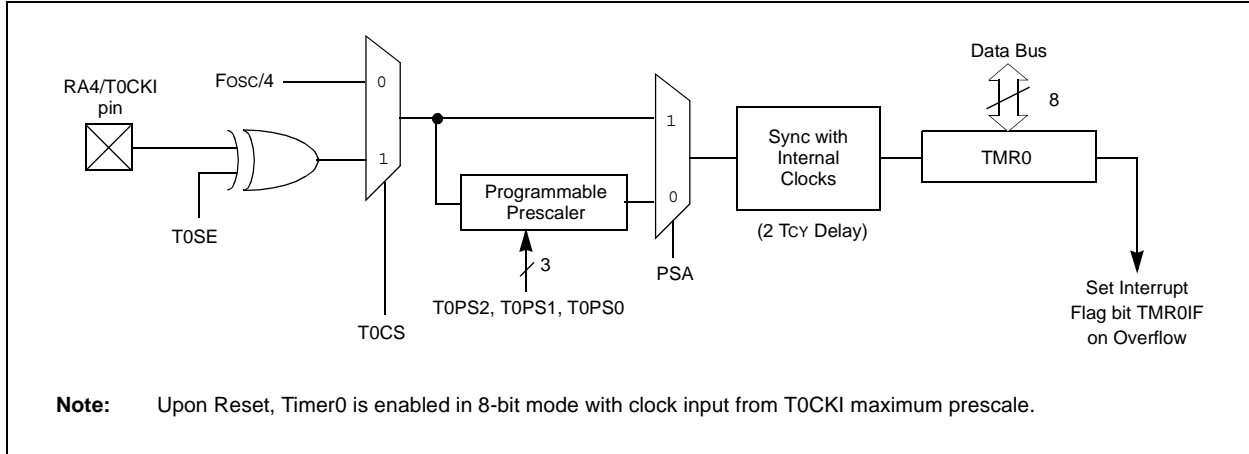 RA4/T0CKI
pin
FOSC/4
0
1
T0SE
T0CS
Programmable
Prescaler
3
T0PS2, T0PS1, T0PS0
1
0
PSA
Sync with
Internal
Clocks
(2 TCY Delay)
Data Bus
8
TMR0
Set Interrupt
Flag bit TMR0IF
on Overflow
Note: Upon Reset, Timer0 is enabled in 8-bit mode with clock input from T0CKI maximum prescale.